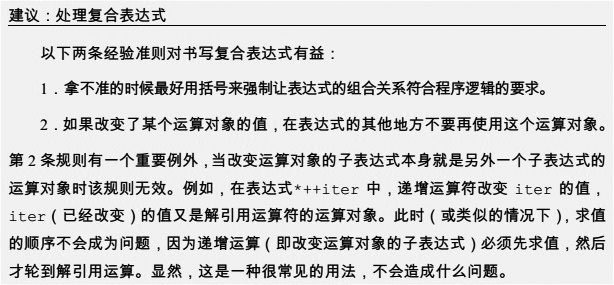 建议：处理复合表达式
以下两条经验准则对书写复合表达式有益：
1．拿不准的时候最好用括号来强制让表达式的组合关系符合程序逻辑的要求。
2．如果改变了某个运算对象的值，在表达式的其他地方不要再使用这个运算对象。
第 2 条规则有一个重要例外，当改变运算对象的子表达式本身就是另外一个子表达式的
运算对象时该规则无效。例如，在表达式*++iter 中，递增运算符改变 iter 的值，
iter（已经改变）的值又是解引用运算符的运算对象。此时（或类似的情况下），求值
的顺序不会成为问题，因为递增运算（即改变运算对象的子表达式）必须先求值，然后
才轮到解引用运算。显然，这是一种很常见的用法，不会造成什么问题。